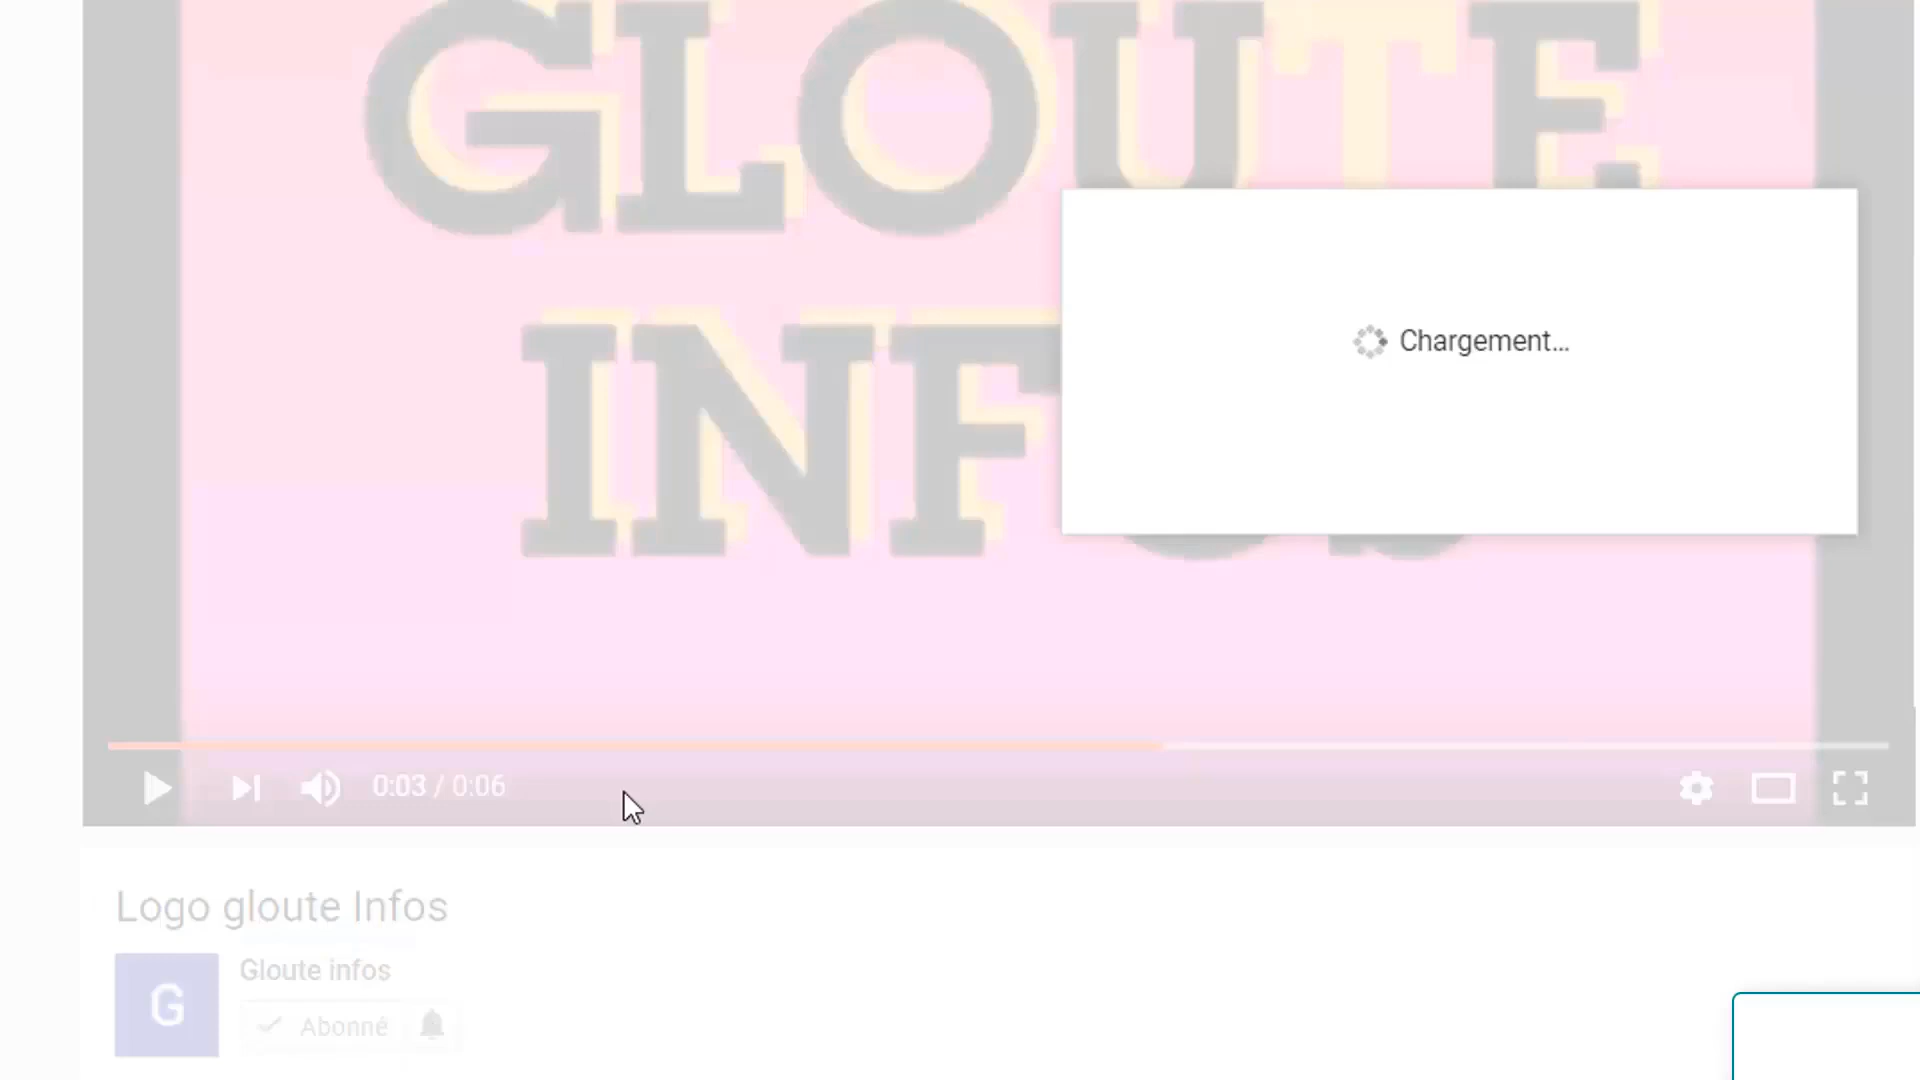 GLOUTE
INF
Chargement...
0:03 / 0:06
Logo gloute Infos
G
Gloute infos
Abonné